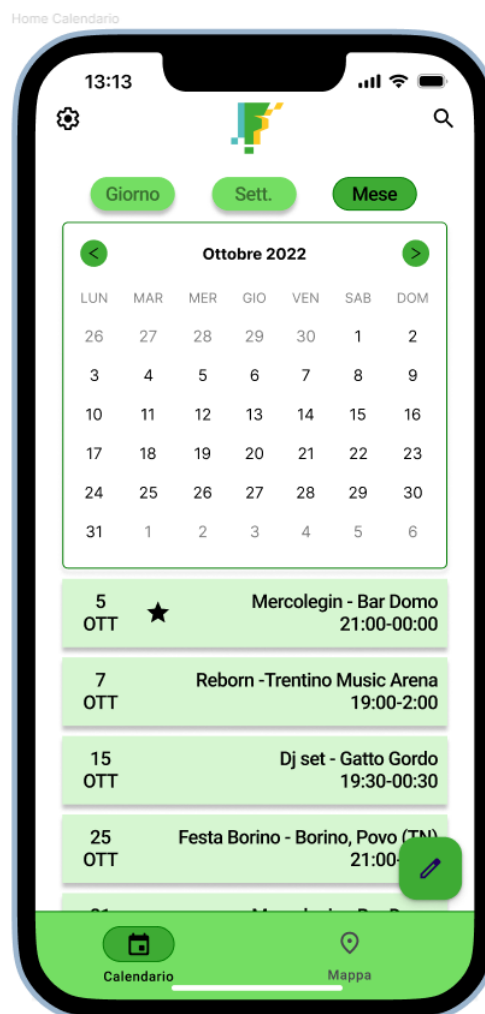 Home Calendario
13:13
Giorno Sett. Mese
< Ottobre 2022 >
LUN MAR MER GIO VEN SAB DOM
26 27 28 29 30 1 2
3 4 5 6 7 8 9
10 11 12 13 14 15 16
17 18 19 20 21 22 23
24 25 26 27 28 29 30
31 1 2 3 4 5 6
5 Mercolegin - Bar Domo
OTT 21:00-00:00
7 Reborn -Trentino Music Arena
OTT 19:00-2:00
15 Dj set - Gatto Gordo
OTT 19:30-00:30
25 Festa Borino - Borino, Povo (TN)
OTT 21:00-
Calendario Mappa